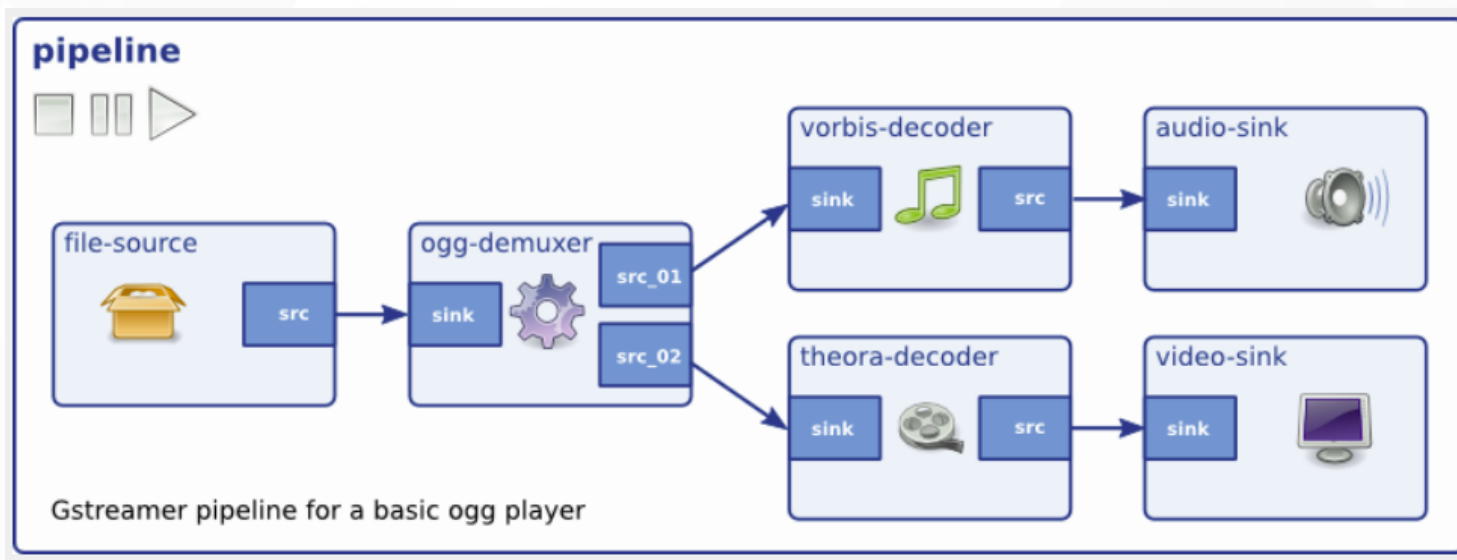 pipeline
file-source
src
ogg-demuxer
sink
src_01
src_02
vorbis-decoder
sink
src
audio-sink
sink
theora-decoder
sink
src
video-sink
sink
Gstreamer pipeline for a basic ogg player